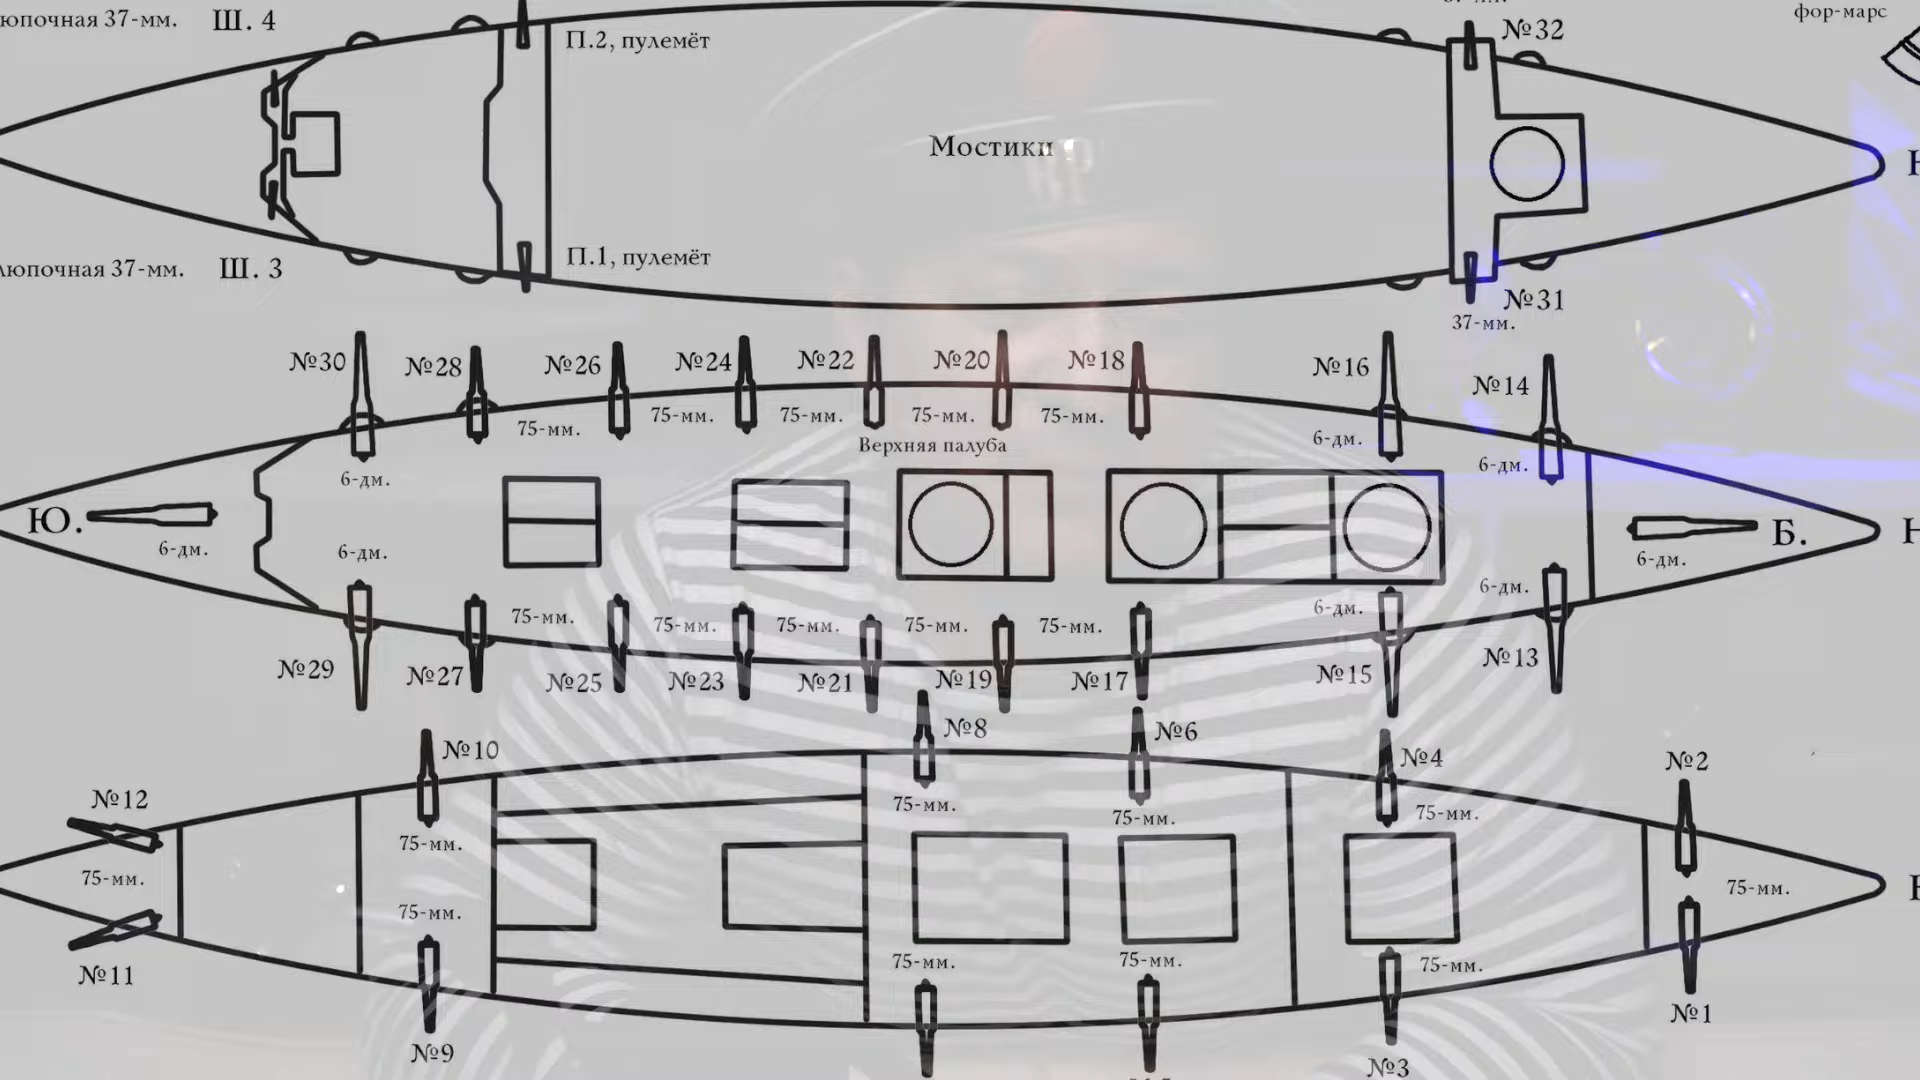 юпочная 37-мм.
Ш. 4
П.2, пулемёт
№32
фор-марс
Мостики
П.1, пулемёт
люпочная 37-мм.
Ш. 3
№31
37-мм.
№30
№28
№26
№24
№22
№20
№18
№16
№14
75-мм.
75-мм.
75-мм.
75-мм.
75-мм.
6-дм.
6-дм.
Верхняя палуба
6-дм.
Ю.
6-дм.
6-дм.
6-дм.
Б.
6-дм.
6-дм.
75-мм.
75-мм.
75-мм.
75-мм.
75-мм.
№29
№27
№25
№23
№21
№19
№17
№15
№13
№10
№8
№6
№4
№2
№12
75-мм.
75-мм.
75-мм.
75-мм.
75-мм.
75-мм.
75-мм.
75-мм.
75-мм.
75-мм.
№11
№9
№3
№1